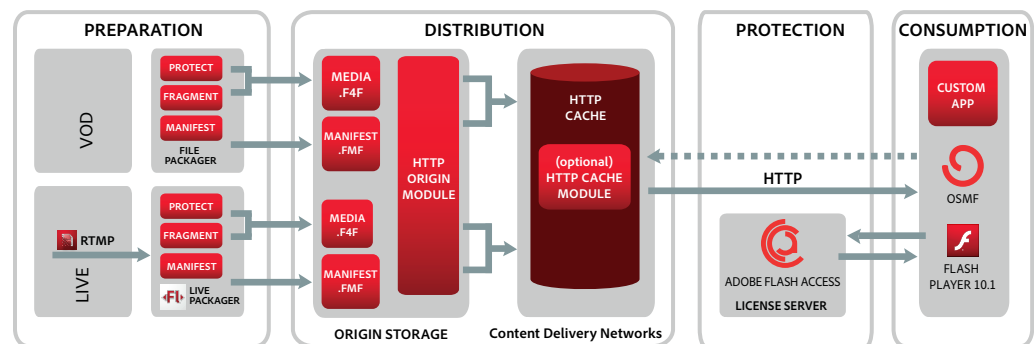 PREPARATION
VOD
PROTECT
FRAGMENT
MANIFEST
FILE
PACKAGER
LIVE
RTMP
PROTECT
FRAGMENT
MANIFEST
Fl
LIVE
PACKAGER
DISTRIBUTION
MEDIA
.F4F
MANIFEST
.FMF
MEDIA
.F4F
MANIFEST
.FMF
HTTP
ORIGIN
MODULE
ORIGIN STORAGE
HTTP
CACHE
(optional)
HTTP CACHE
MODULE
Content Delivery Networks
PROTECTION
HTTP
ADOBE FLASH ACCESS
LICENSE SERVER
CONSUMPTION
CUSTOM
APP
OSMF
FLASH
PLAYER 10.1